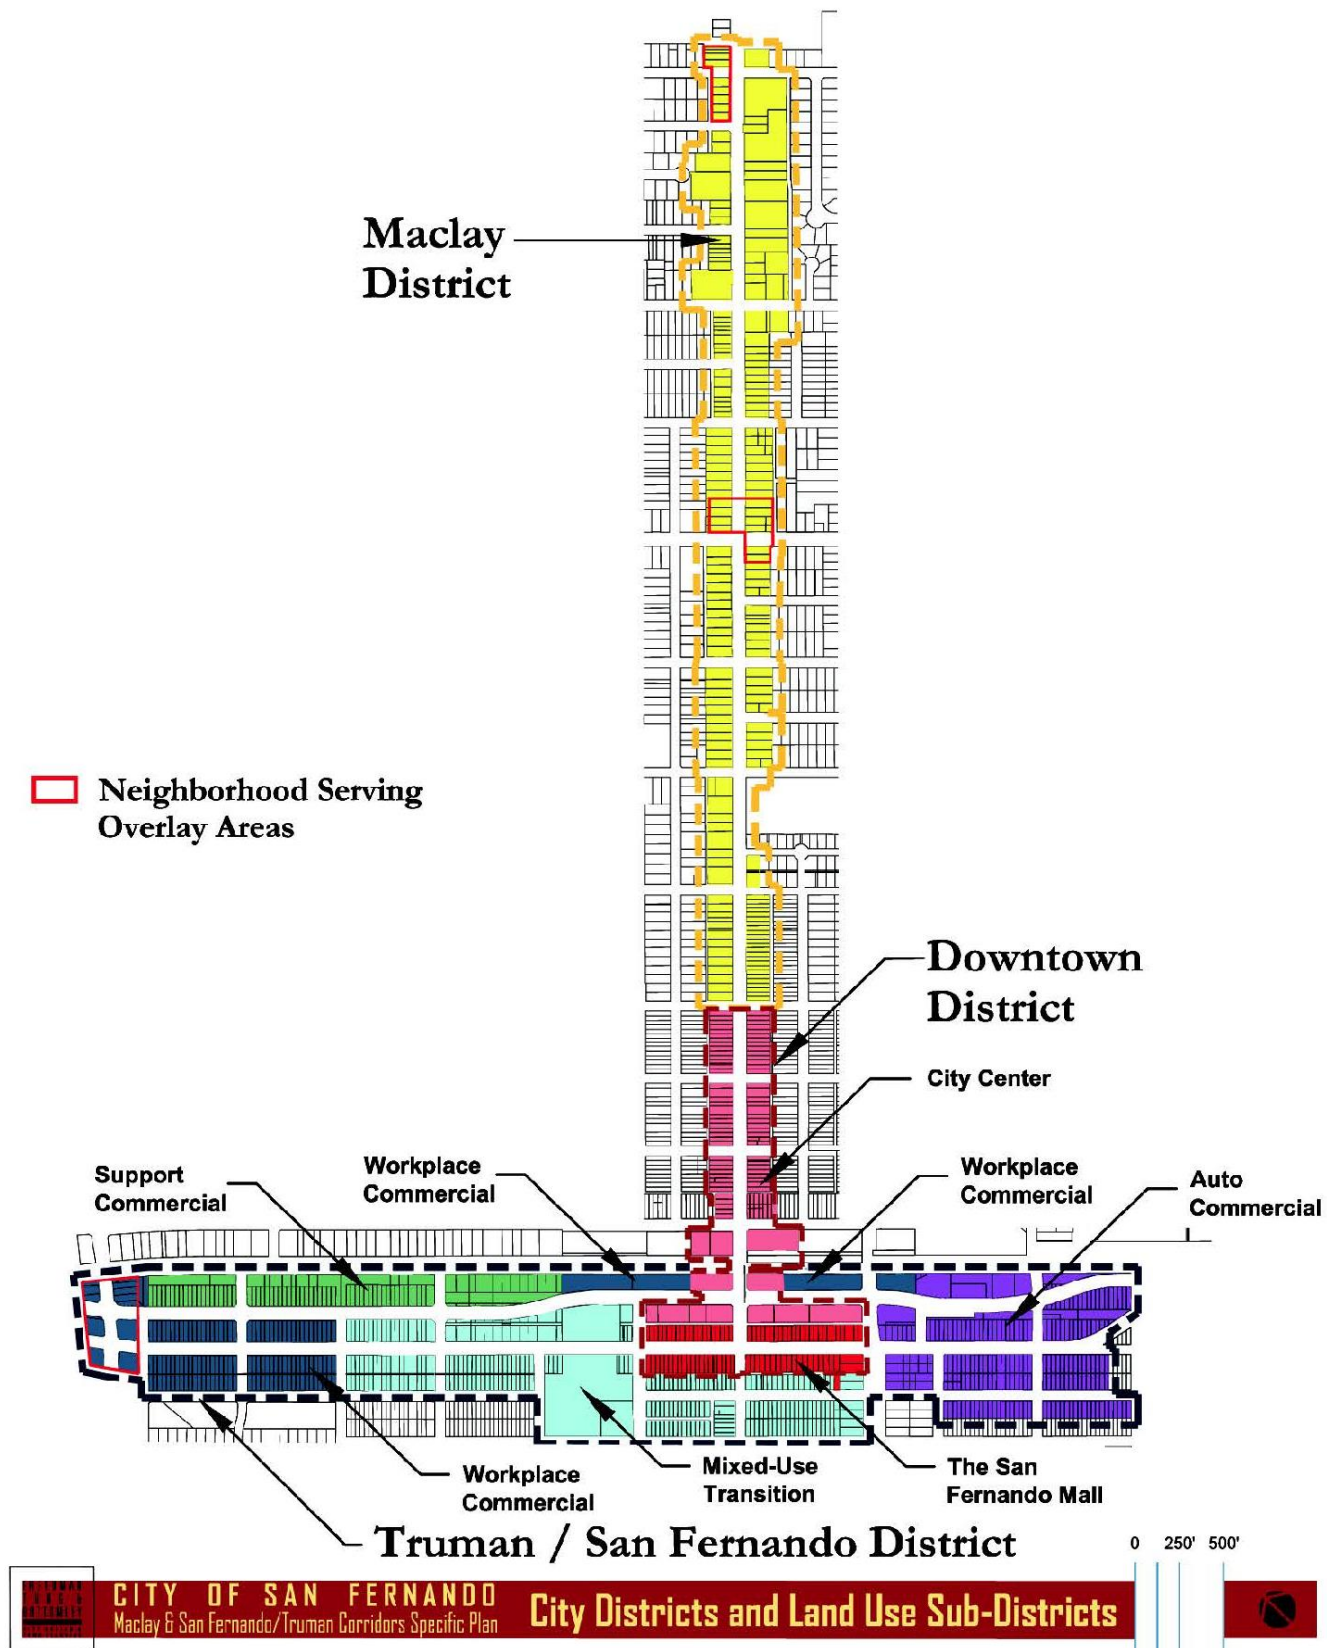 Maclay
District
Neighborhood Serving
Overlay Areas
Downtown
District
City Center
Support
Commercial
Workplace
Commercial
Workplace
Commercial
Auto
Commercial
Workplace
Commercial
Mixed-Use
Transition
The San
Fernando Mall
Truman / San Fernando District
0 250' 500'
CITY OF SAN FERNANDO
Maclay & San Fernando/Truman Corridors Specific Plan
City Districts and Land Use Sub-Districts